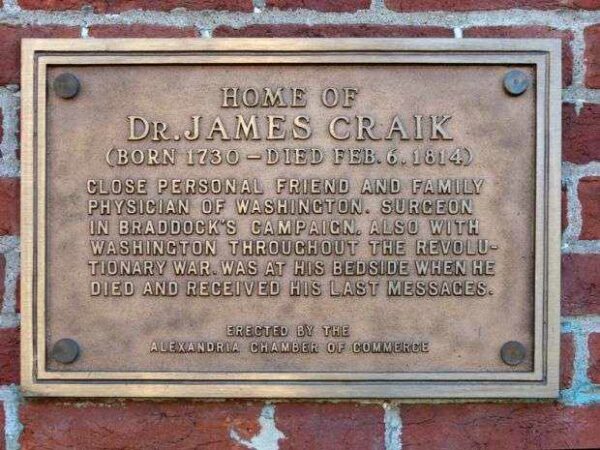 HOME OF
DR. JAMES CRAIK
(BORN 1730 – DIED FEB. 6. 1814)
CLOSE PERSONAL FRIEND AND FAMILY
PHYSICIAN OF WASHINGTON. SURGEON
IN BRADDOCK'S CAMPAIGN. ALSO WITH
WASHINGTON THROUGHOUT THE REVOLU-
TIONARY WAR. WAS AT HIS BEDSIDE WHEN HE
DIED AND RECEIVED HIS LAST MESSAGES.
ERECTED BY THE
ALEXANDRIA CHAMBER OF COMMERCE